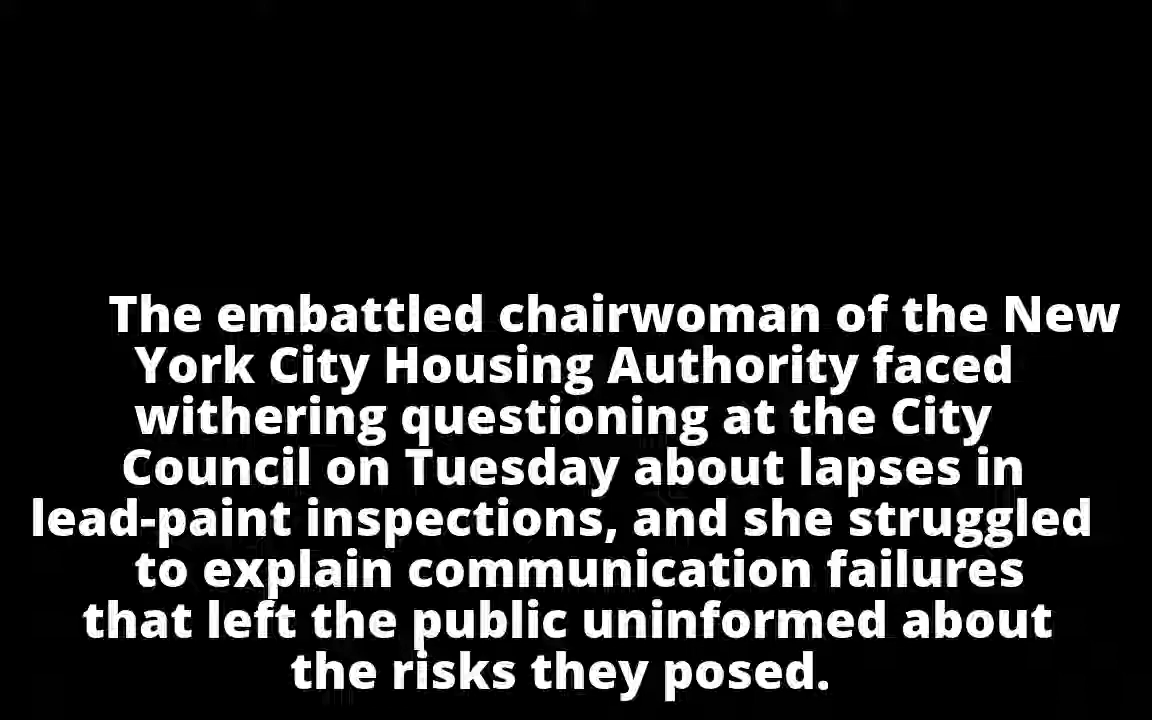 The embattled chairwoman of the New
York City Housing Authority faced
withering questioning at the City
Council on Tuesday about lapses in
lead-paint inspections, and she struggled
to explain communication failures
that left the public uninformed about
the risks they posed.